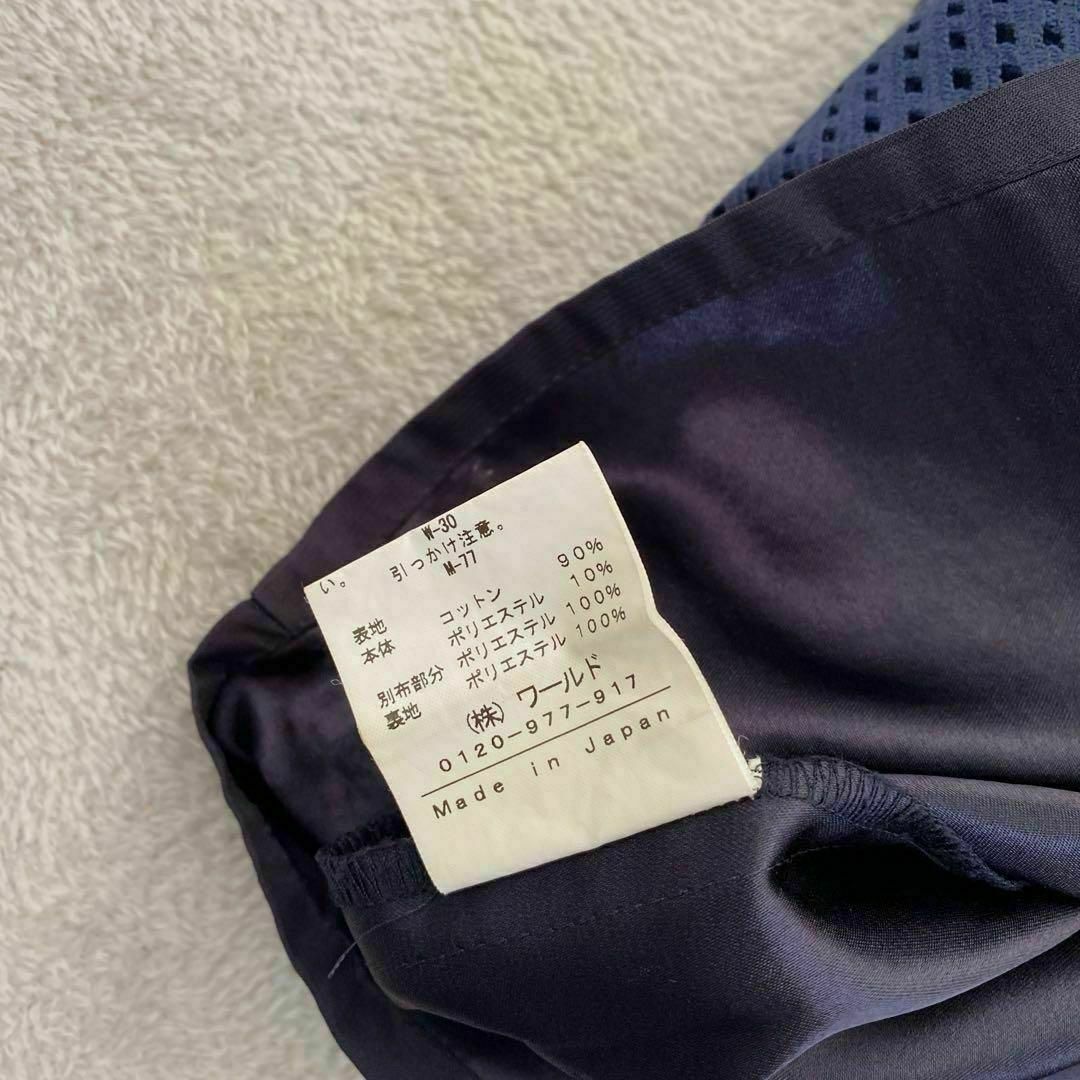 W-30
い。 引っかけ注意。
M-77
表地 コットン 90%
本体 ポリエステル 10%
別布部分 ポリエステル 100%
裏地 ポリエステル 100%
(株) ワールド
0120-977-917
Made in Japan